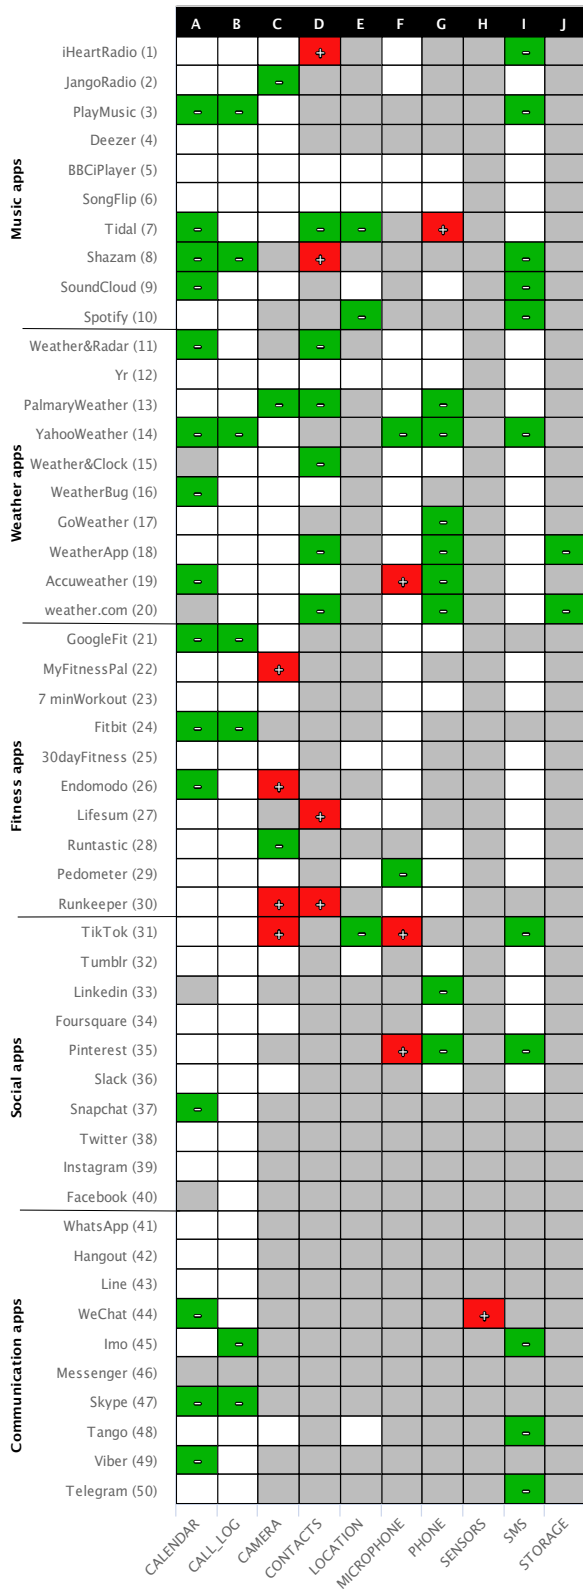 A B C D E F G H I J
Music apps
iHeartRadio (1) + -
JangoRadio (2) -
PlayMusic (3) - - -
Deezer (4)
BBCiPlayer (5)
SongFlip (6)
Tidal (7) - - - +
Shazam (8) - - + -
SoundCloud (9) - -
Spotify (10) - -
Weather apps
Weather&Radar (11) - -
Yr (12)
PalmaryWeather (13) - - -
YahooWeather (14) - - - - -
Weather&Clock (15) -
WeatherBug (16) -
GoWeather (17) -
WeatherApp (18) - - -
Accuweather (19) - + -
weather.com (20) - - -
Fitness apps
GoogleFit (21) - -
MyFitnessPal (22) +
7 minWorkout (23)
Fitbit (24) - -
30dayFitness (25)
Endomodo (26) - +
Lifesum (27) +
Runtastic (28) -
Pedometer (29) -
Runkeeper (30) + +
Social apps
TikTok (31) + - + -
Tumblr (32)
Linkedin (33) -
Foursquare (34)
Pinterest (35) + - -
Slack (36)
Snapchat (37) -
Twitter (38)
Instagram (39)
Facebook (40)
Communication apps
WhatsApp (41)
Hangout (42)
Line (43)
WeChat (44) - +
Imo (45) - -
Messenger (46)
Skype (47) - -
Tango (48) -
Viber (49) -
Telegram (50) -
CALENDAR
CALL_LOG
CAMERA
CONTACTS
LOCATION
MICROPHONE
PHONE
SENSORS
SMS
STORAGE